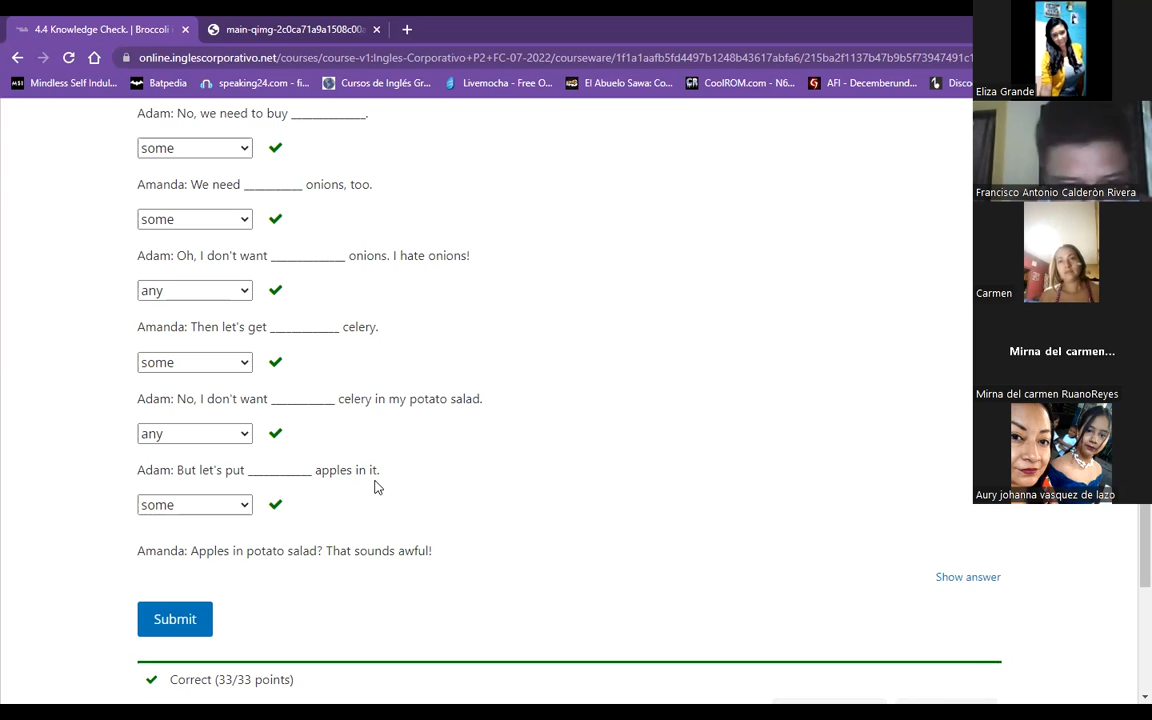 4.4 Knowledge Check. | Broccoli
main-qimg-2c0ca71a9a1508c00
online.inglescorporativo.net/courses/course-v1:Ingles-Corporativo+P2+FC-07-2022/courseware/1f1a1aafb5fd4497b1248b43617abfa6/215ba2f1137b47b9b5f73947491c1
Mindless Self Indul...
Batpedia
speaking24.com - fi...
Cursos de Inglés Gr...
Livemocha - Free O...
El Abuelo Sawa: Co...
CoolROM.com - N6...
AFI - Decemberund...
Disco
Adam: No, we need to buy _____________.
some
Amanda: We need __________ onions, too.
some
Adam: Oh, I don't want _____________ onions. I hate onions!
any
Amanda: Then let's get ____________ celery.
some
Adam: No, I don't want ___________ celery in my potato salad.
any
Adam: But let's put ___________ apples in it.
some
Amanda: Apples in potato salad? That sounds awful!
Show answer
Submit
Correct (33/33 points)
Eliza Grande
Francisco Antonio Calderòn Rivera
Carmen
Mirna del carmen...
Mirna del carmen RuanoReyes
Aury johanna vasquez de lazo